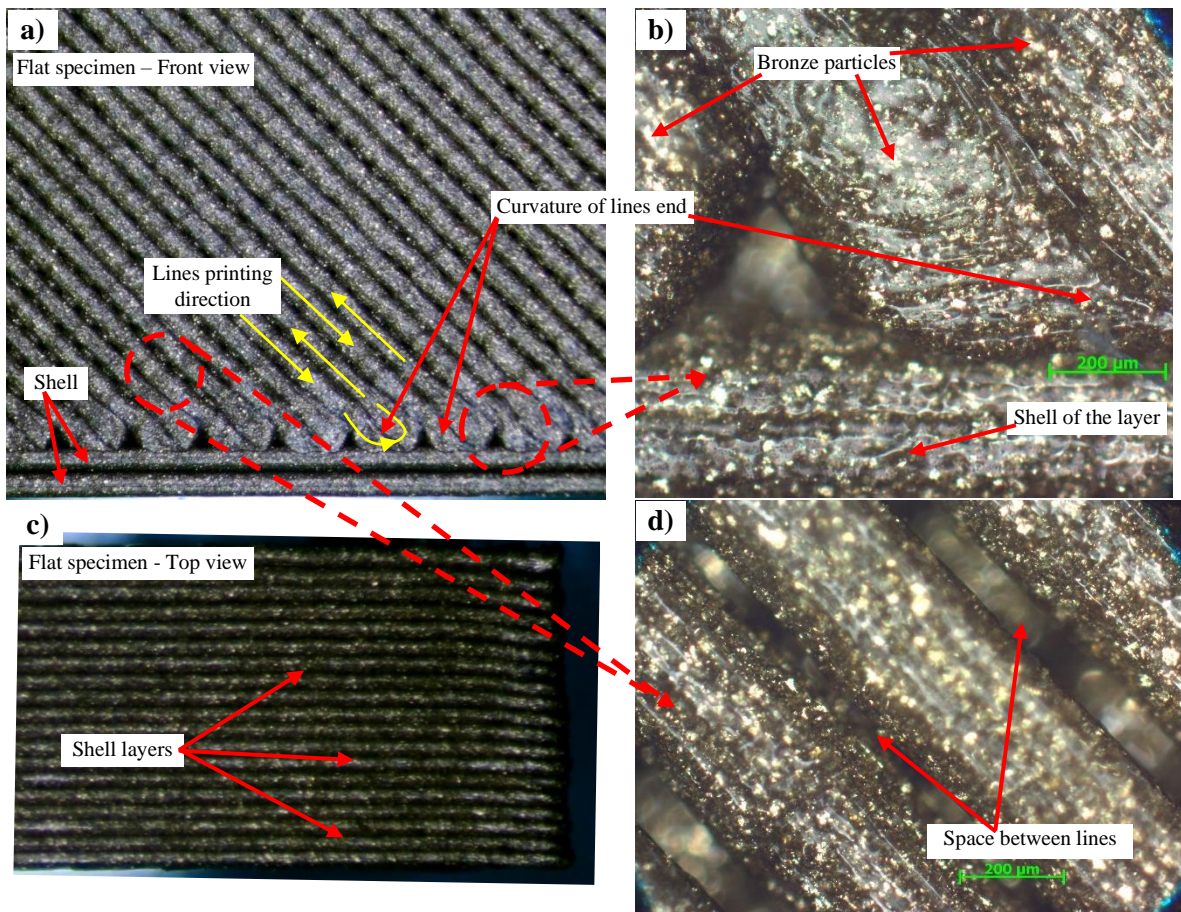 a)
Flat specimen – Front view
Lines printing
direction
Shell
Curvature of lines end
b)
Bronze particles
200 µm
Shell of the layer
c)
Flat specimen - Top view
Shell layers
d)
Space between lines
200 µm